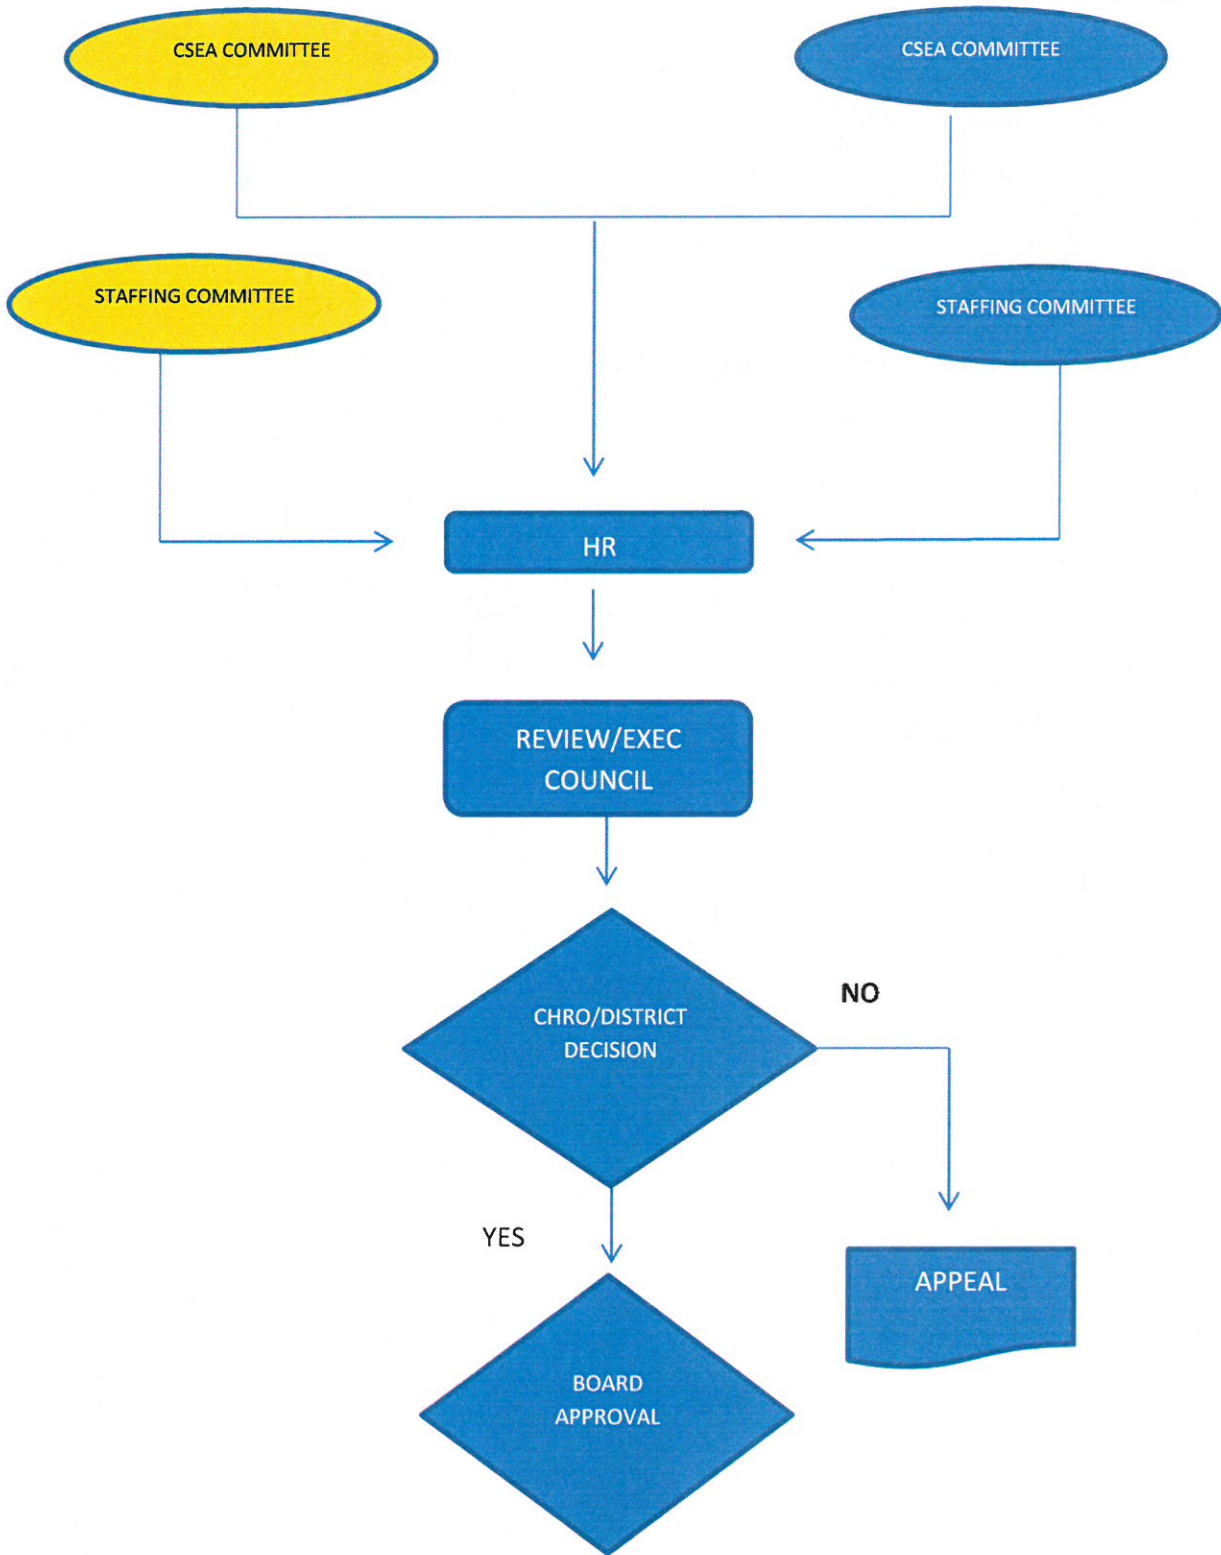 CSEA COMMITTEE
CSEA COMMITTEE
STAFFING COMMITTEE
STAFFING COMMITTEE
HR
REVIEW/EXEC
COUNCIL
CHRO/DISTRICT
DECISION
NO
YES
APPEAL
BOARD
APPROVAL